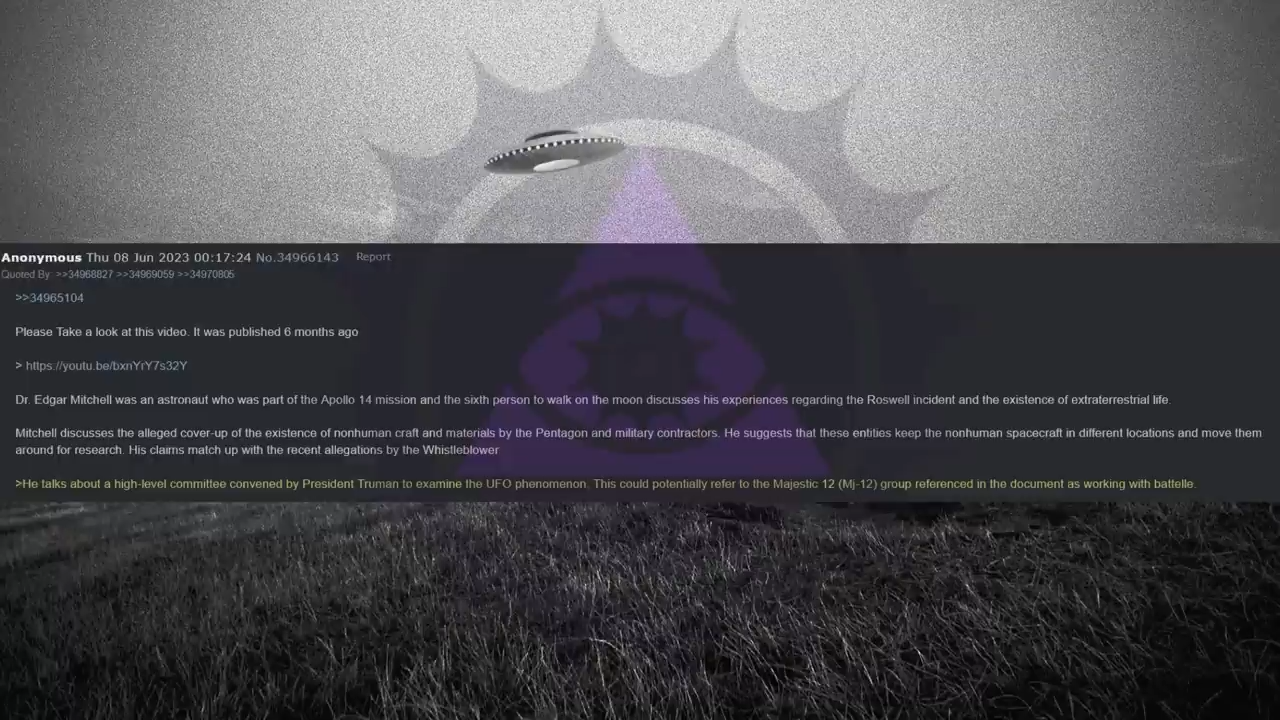 Anonymous Thu 08 Jun 2023 00:17:24 No.34966143 Report
Quoted By: >>34968827 >>34969059 >>34970805
>>34965104
Please Take a look at this video. It was published 6 months ago
> https://youtu.be/bxnYrY7s32Y
Dr. Edgar Mitchell was an astronaut who was part of the Apollo 14 mission and the sixth person to walk on the moon discusses his experiences regarding the Roswell incident and the existence of extraterrestrial life.
Mitchell discusses the alleged cover-up of the existence of nonhuman craft and materials by the Pentagon and military contractors. He suggests that these entities keep the nonhuman spacecraft in different locations and move them
around for research. His claims match up with the recent allegations by the Whistleblower
>He talks about a high-level committee convened by President Truman to examine the UFO phenomenon. This could potentially refer to the Majestic 12 (Mj-12) group referenced in the document as working with battelle.